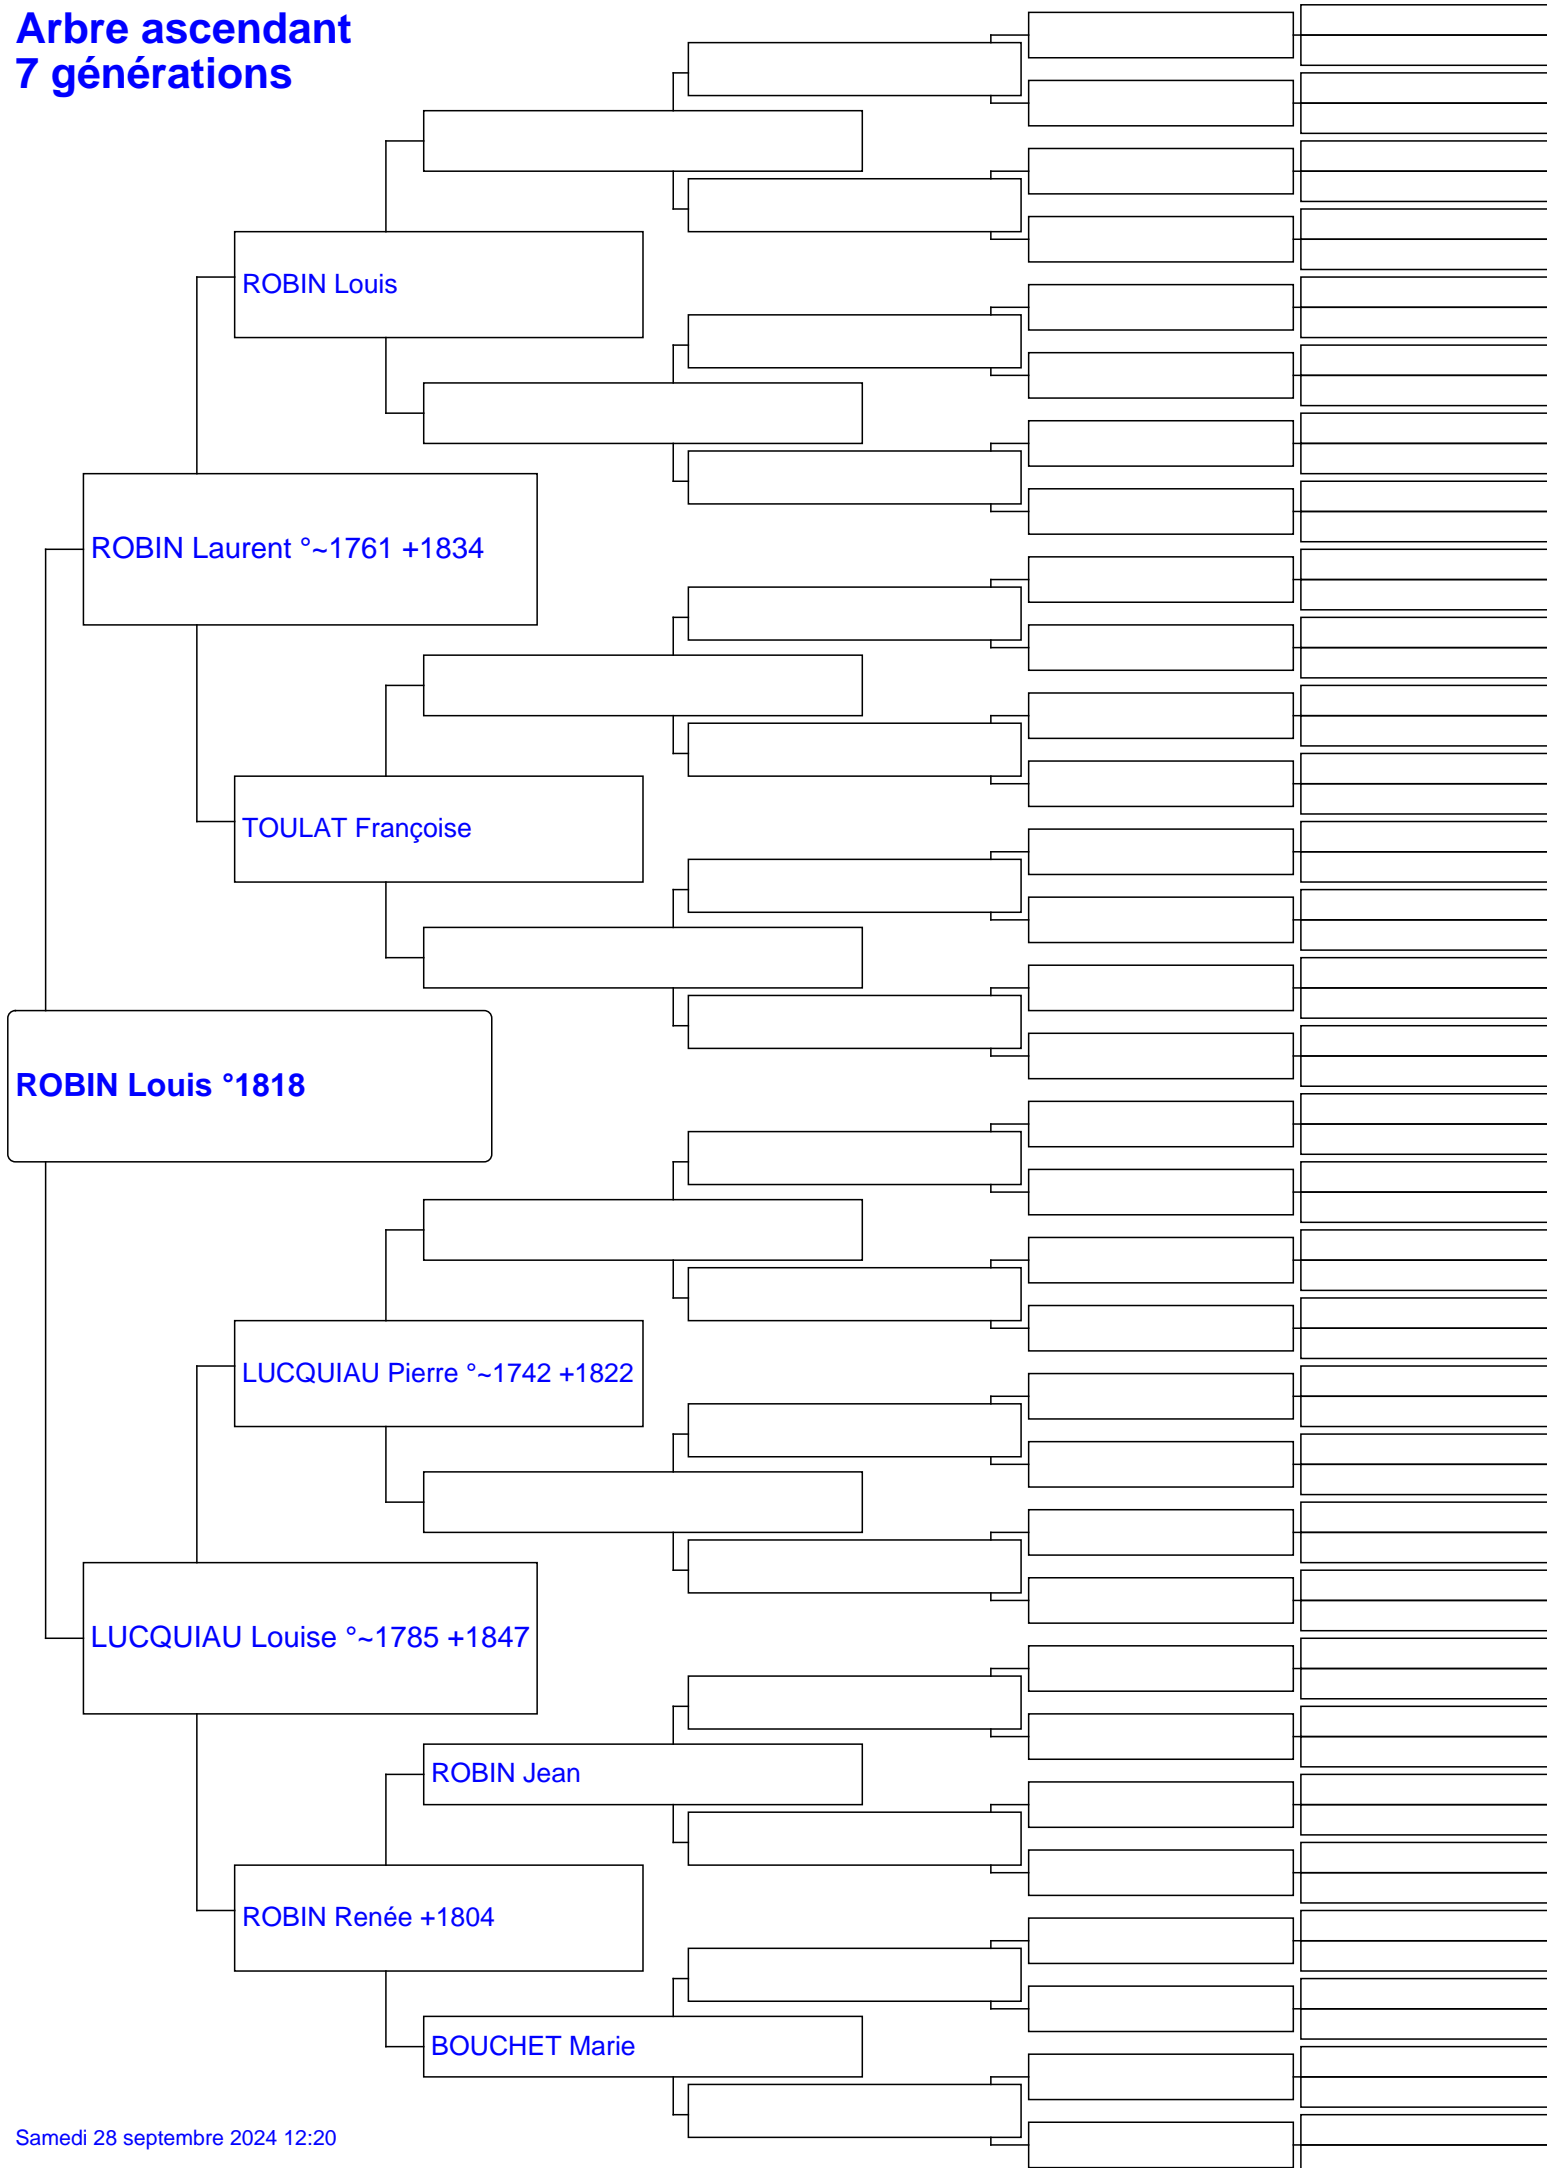 Arbre ascendant
7 générations
ROBIN Louis
ROBIN Laurent °~1761 +1834
TOULAT Françoise
ROBIN Louis °1818
LUCQUIAU Pierre °~1742 +1822
LUCQUIAU Louise °~1785 +1847
ROBIN Jean
ROBIN Renée +1804
BOUCHET Marie
Samedi 28 septembre 2024 12:20